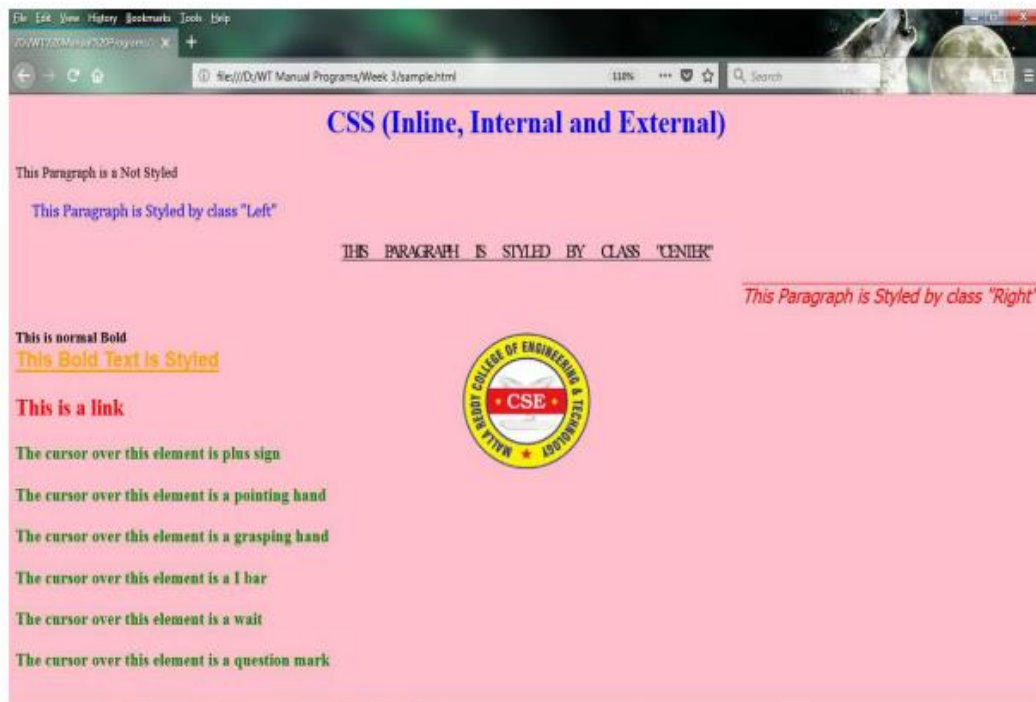 File Edit View History Bookmarks Tools Help
file:///D:/WT Manual Programs/Week 3/sample.html 110% Search
CSS (Inline, Internal and External)
This Paragraph is a Not Styled
This Paragraph is Styled by class "Left"
THIS PARAGRAPH IS STYLED BY CLASS "CENTER"
This Paragraph is Styled by class "Right"
This is normal Bold
This Bold Text is Styled
MALLA REDDY COLLEGE OF ENGINEERING & TECHNOLOGY
CSE
This is a link
The cursor over this element is plus sign
The cursor over this element is a pointing hand
The cursor over this element is a grasping hand
The cursor over this element is a I bar
The cursor over this element is a wait
The cursor over this element is a question mark